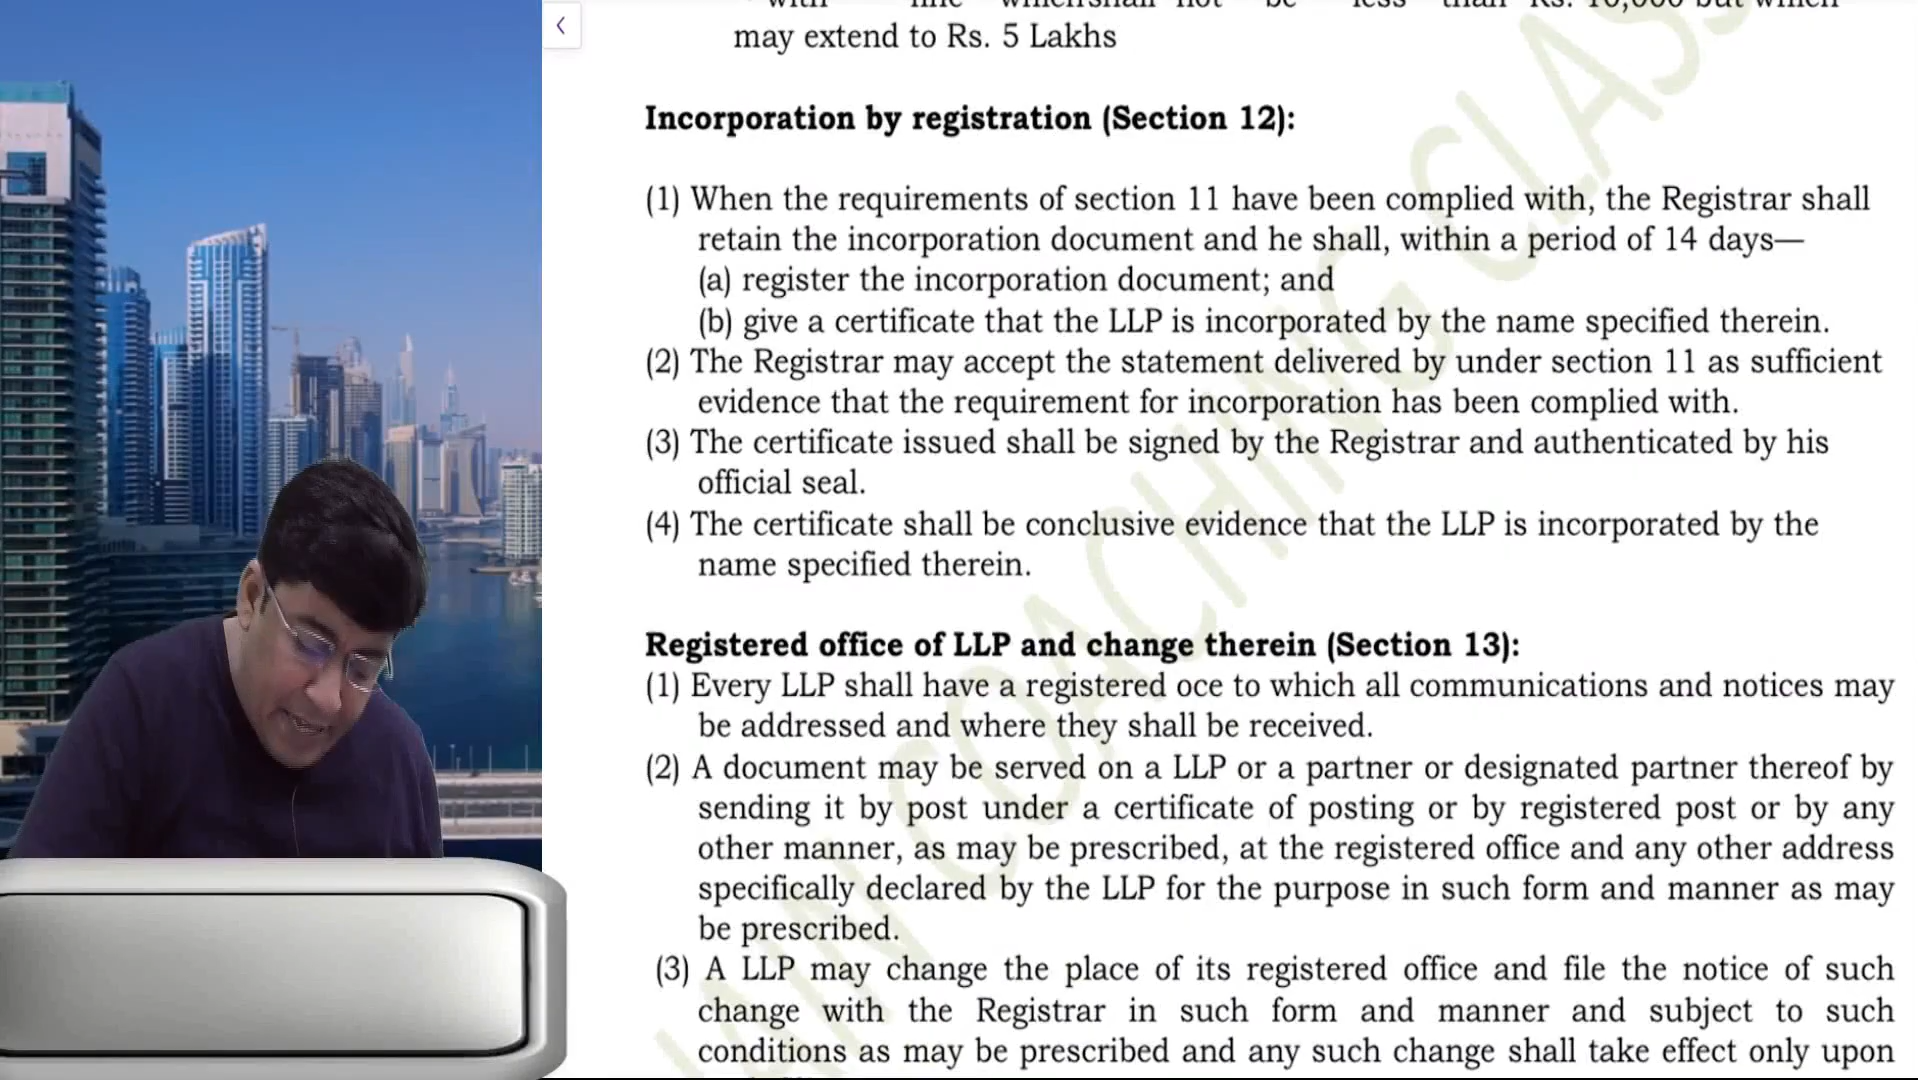 may extend to Rs. 5 Lakhs
Incorporation by registration (Section 12):
(1) When the requirements of section 11 have been complied with, the Registrar shall
retain the incorporation document and he shall, within a period of 14 days—
(a) register the incorporation document; and
(b) give a certificate that the LLP is incorporated by the name specified therein.
(2) The Registrar may accept the statement delivered by under section 11 as sufficient
evidence that the requirement for incorporation has been complied with.
(3) The certificate issued shall be signed by the Registrar and authenticated by his
official seal.
(4) The certificate shall be conclusive evidence that the LLP is incorporated by the
name specified therein.
Registered office of LLP and change therein (Section 13):
(1) Every LLP shall have a registered oce to which all communications and notices may
be addressed and where they shall be received.
(2) A document may be served on a LLP or a partner or designated partner thereof by
sending it by post under a certificate of posting or by registered post or by any
other manner, as may be prescribed, at the registered office and any other address
specifically declared by the LLP for the purpose in such form and manner as may
be prescribed.
(3) A LLP may change the place of its registered office and file the notice of such
change with the Registrar in such form and manner and subject to such
conditions as may be prescribed and any such change shall take effect only upon
COACHING